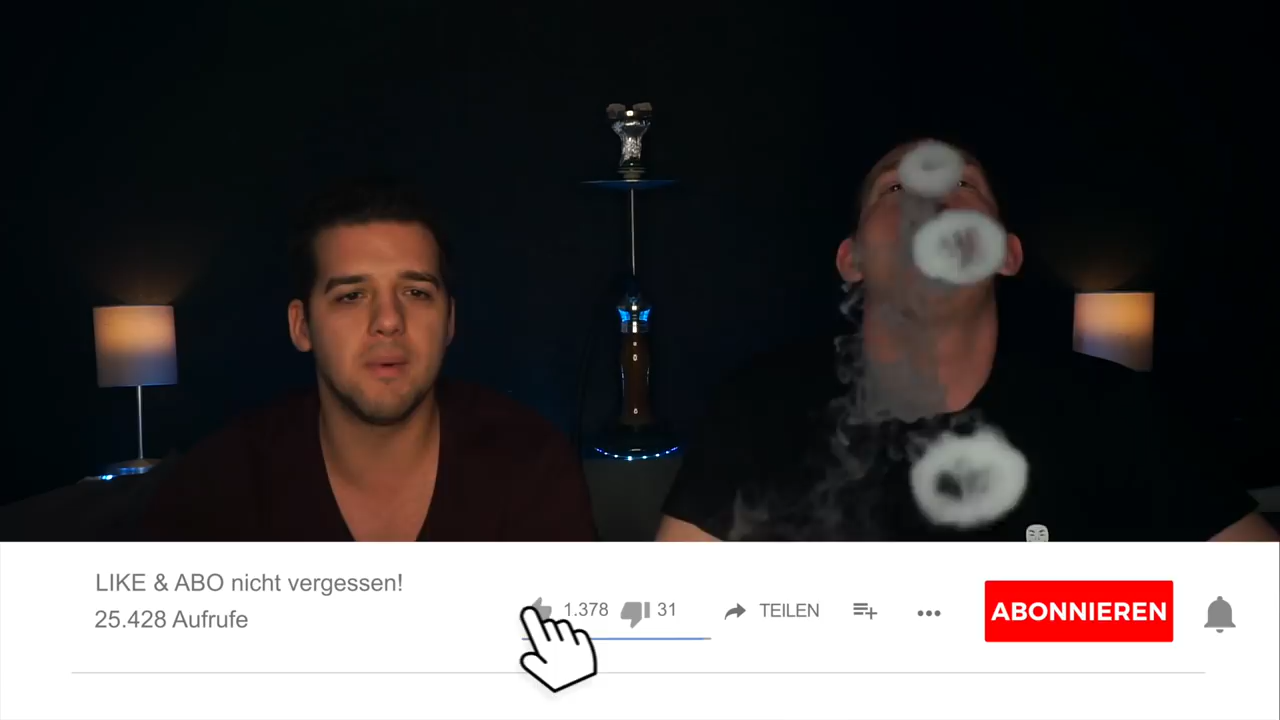 LIKE & ABO nicht vergessen!
25.428 Aufrufe
1.378 31 TEILEN
ABONNIEREN